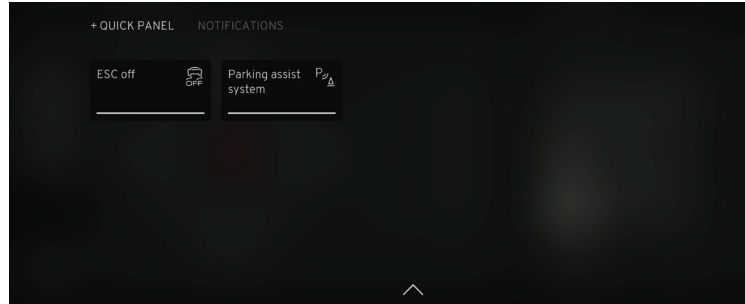 + QUICK PANEL NOTIFICATIONS
ESC off
OFF
Parking assist
system
P